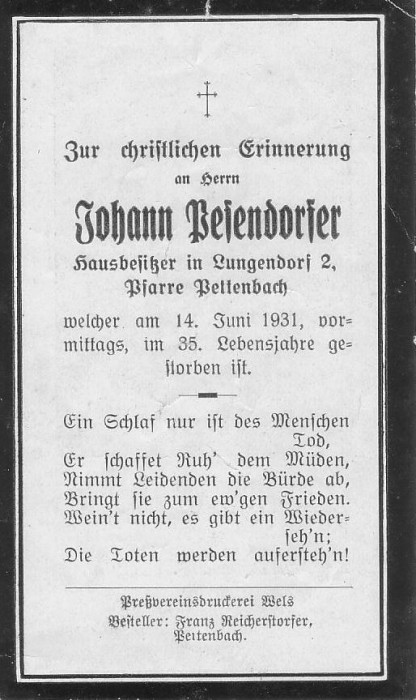 Zur christlichen Erinnerung
an Herrn
Johann Pesendorfer
Hausbesitzer in Lungendorf 2,
Pfarre Pettenbach
welcher am 14. Juni 1931, vor=
mittags, im 35. Lebensjahre ge=
storben ist.
Ein Schlaf nur ist des Menschen
Tod,
Er schaffet Ruh' dem Müden,
Nimmt Leidenden die Bürde ab,
Bringt sie zum ew'gen Frieden.
Wein't nicht, es gibt ein Wieder=
seh'n;
Die Toten werden aufersteh'n!
Preßvereinsdruckerei Wels
Besteller: Franz Reicherstorfer,
Pettenbach.